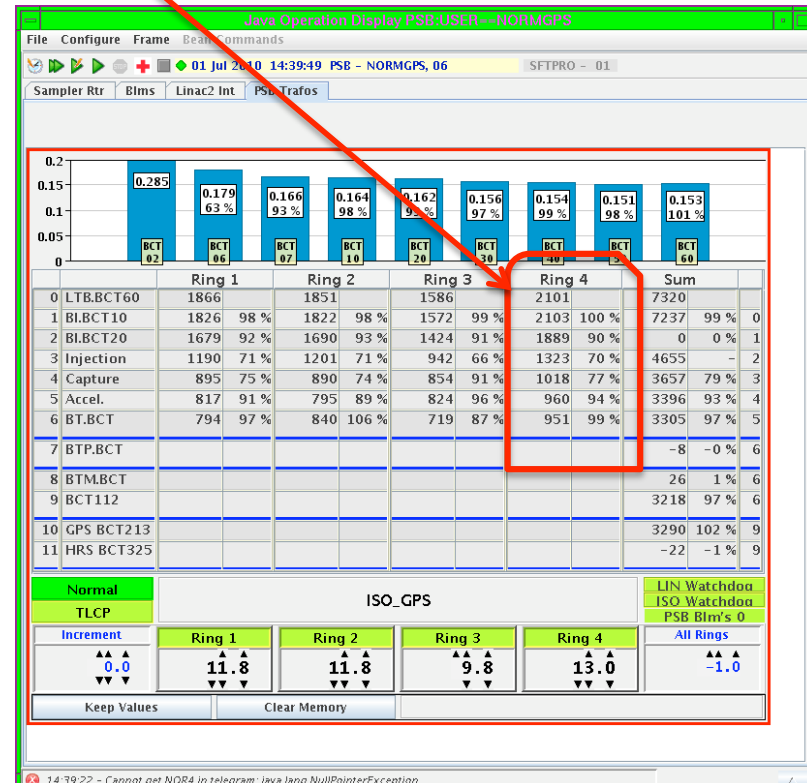 Java Operation Display PSB:USER---NORMGPS
File Configure Frame Bean Commands
01 Jul 2010 14:39:49 PSB - NORMGPS, 06 SFTPRO - 01
Sampler Rtr Blms Linac2 Int PSB Trafos
0.2
0.15
0.1
0.05
0
0.285 0.179 0.166 0.164 0.162 0.156 0.154 0.151 0.153
63 % 93 % 98 % 97 % 99 % 98 % 101 %
BCT BCT BCT BCT BCT BCT BCT BCT BCT
02 06 07 10 20 30 40 60
Ring 1 Ring 2 Ring 3 Ring 4 Sum
0 LTB.BCT60 1866 1851 1586 2101 7320
1 BI.BCT10 1826 98 % 1822 98 % 1572 99 % 2103 100 % 7237 99 % 0
2 BI.BCT20 1679 92 % 1690 93 % 1424 91 % 1889 90 % 0 0 % 1
3 Injection 1190 71 % 1201 71 % 942 66 % 1323 70 % 4655 - 2
4 Capture 895 75 % 890 74 % 854 91 % 1018 77 % 3657 79 % 3
5 Accel. 817 91 % 795 89 % 824 96 % 960 94 % 3396 93 % 4
6 BT.BCT 794 97 % 840 106 % 719 87 % 951 99 % 3305 97 % 5
7 BTP.BCT -8 -0 % 6
8 BTM.BCT 26 1 % 6
9 BCT112 3218 97 % 6
10 GPS BCT213 3290 102 % 9
11 HRS BCT325 -22 -1 % 9
Normal
TLCP
ISO_GPS
LIN Watchdog
ISO Watchdog
PSB Blm's 0
Increment Ring 1 Ring 2 Ring 3 Ring 4 All Rings
0.0 11.8 11.8 9.8 13.0 -1.0
Keep Values Clear Memory
14:39:22 - Cannot get NOR4 in telegram: java.lang.NullPointerException